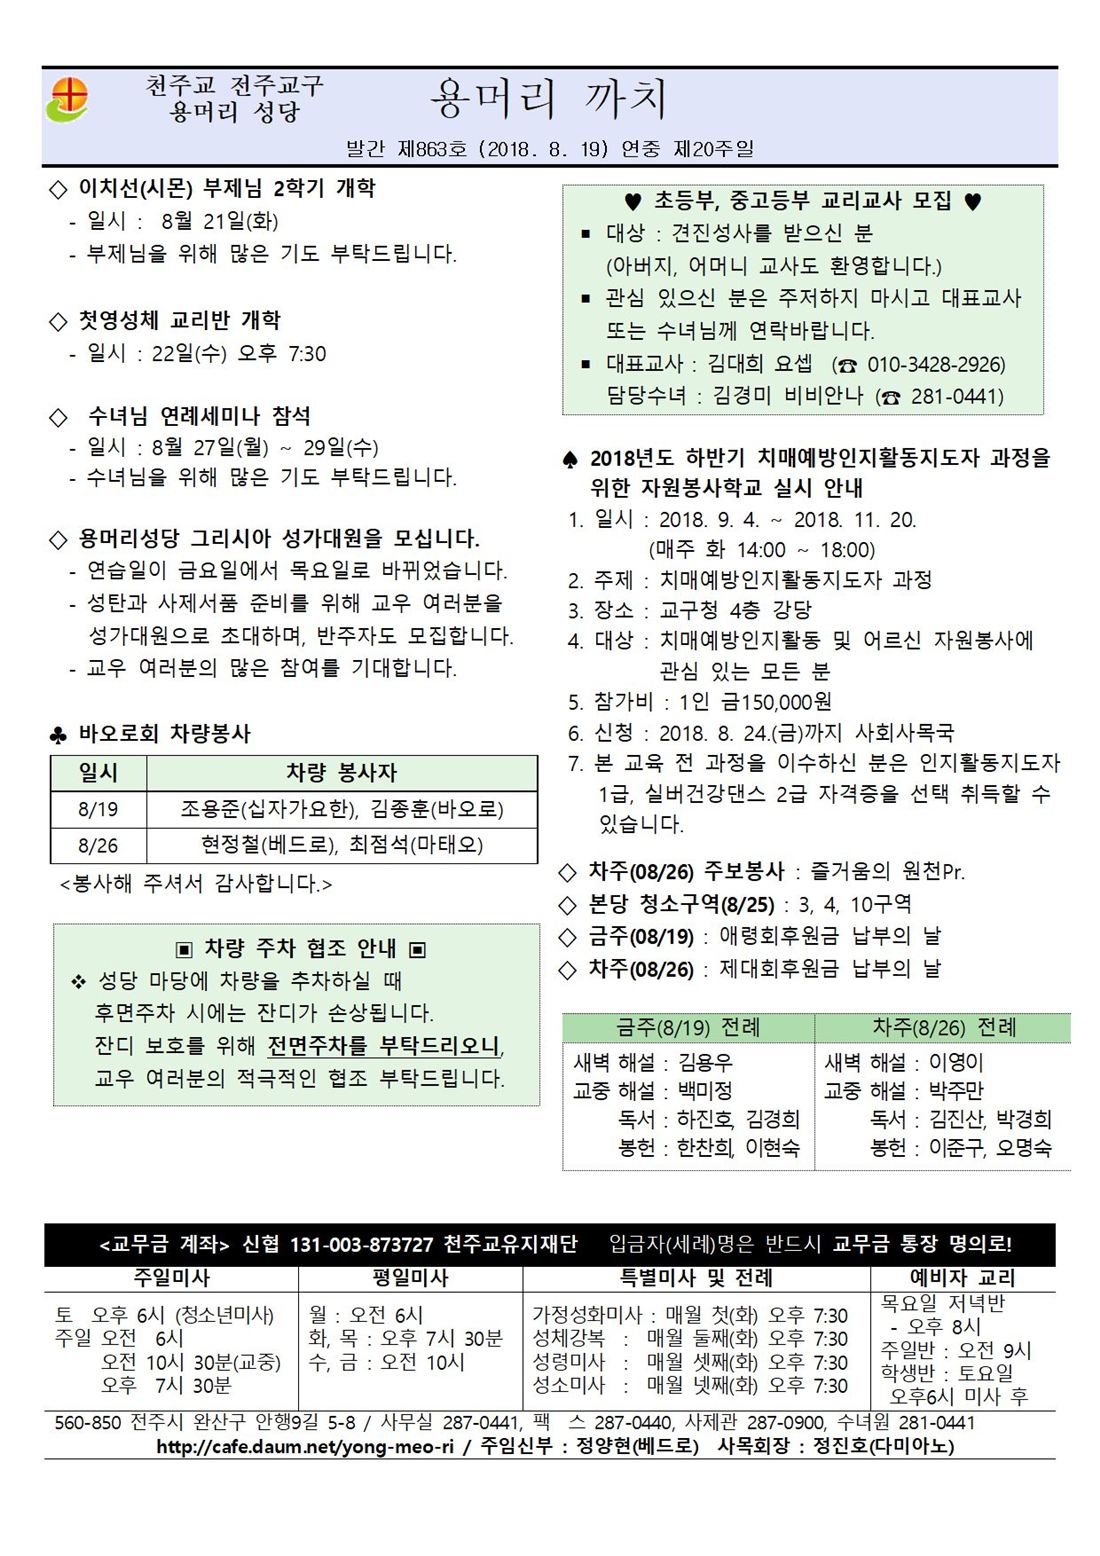 천주교 전주교구
용머리 성당
용머리 까치
발간 제863호 (2018. 8. 19) 연중 제20주일
◇ 이치선(시몬) 부제님 2학기 개학
- 일시 : 8월 21일(화)
- 부제님을 위해 많은 기도 부탁드립니다.
◇ 첫영성체 교리반 개학
- 일시 : 22일(수) 오후 7:30
◇ 수녀님 연례세미나 참석
- 일시 : 8월 27일(월) ~ 29일(수)
- 수녀님을 위해 많은 기도 부탁드립니다.
◇ 용머리성당 그리시아 성가대원을 모십니다.
- 연습일이 금요일에서 목요일로 바뀌었습니다.
- 성탄과 사제서품 준비를 위해 교우 여러분을
성가대원으로 초대하며, 반주자도 모집합니다.
- 교우 여러분의 많은 참여를 기대합니다.
♣ 바오로회 차량봉사
일시 차량 봉사자
8/19 조용준(십자가요한), 김종훈(바오로)
8/26 현정철(베드로), 최점석(마태오)
<봉사해 주셔서 감사합니다.>
▣ 차량 주차 협조 안내 ▣
❖ 성당 마당에 차량을 추차하실 때
후면주차 시에는 잔디가 손상됩니다.
잔디 보호를 위해 전면주차를 부탁드리오니,
교우 여러분의 적극적인 협조 부탁드립니다.
♥ 초등부, 중고등부 교리교사 모집 ♥
▪ 대상 : 견진성사를 받으신 분
(아버지, 어머니 교사도 환영합니다.)
▪ 관심 있으신 분은 주저하지 마시고 대표교사
또는 수녀님께 연락바랍니다.
▪ 대표교사 : 김대희 요셉 (☎ 010-3428-2926)
담당수녀 : 김경미 비비안나 (☎ 281-0441)
♠ 2018년도 하반기 치매예방인지활동지도자 과정을
위한 자원봉사학교 실시 안내
1. 일시 : 2018. 9. 4. ~ 2018. 11. 20.
(매주 화 14:00 ~ 18:00)
2. 주제 : 치매예방인지활동지도자 과정
3. 장소 : 교구청 4층 강당
4. 대상 : 치매예방인지활동 및 어르신 자원봉사에
관심 있는 모든 분
5. 참가비 : 1인 금150,000원
6. 신청 : 2018. 8. 24.(금)까지 사회사목국
7. 본 교육 전 과정을 이수하신 분은 인지활동지도자
1급, 실버건강댄스 2급 자격증을 선택 취득할 수
있습니다.
◇ 차주(08/26) 주보봉사 : 즐거움의 원천Pr.
◇ 본당 청소구역(8/25) : 3, 4, 10구역
◇ 금주(08/19) : 애령회후원금 납부의 날
◇ 차주(08/26) : 제대회후원금 납부의 날
금주(8/19) 전례 차주(8/26) 전례
새벽 해설 : 김용우 새벽 해설 : 이영이
교중 해설 : 백미정 교중 해설 : 박주만
독서 : 하진호, 김경희 독서 : 김진산, 박경희
봉헌 : 한찬희, 이현숙 봉헌 : 이준구, 오명숙
<교무금 계좌> 신협 131-003-873727 천주교유지재단 입금자(세례)명은 반드시 교무금 통장 명의로!
주일미사 평일미사 특별미사 및 전례 예비자 교리
토 오후 6시 (청소년미사)
주일 오전 6시
오전 10시 30분(교중)
오후 7시 30분
월 : 오전 6시
화, 목 : 오후 7시 30분
수, 금 : 오전 10시
가정성화미사 : 매월 첫(화) 오후 7:30
성체강복 : 매월 둘째(화) 오후 7:30
성령미사 : 매월 셋째(화) 오후 7:30
성소미사 : 매월 넷째(화) 오후 7:30
목요일 저녁반
- 오후 8시
주일반 : 오전 9시
학생반 : 토요일
오후6시 미사 후
560-850 전주시 완산구 안행9길 5-8 / 사무실 287-0441, 팩 스 287-0440, 사제관 287-0900, 수녀원 281-0441
http://cafe.daum.net/yong-meo-ri / 주임신부 : 정양현(베드로) 사목회장 : 정진호(다미아노)